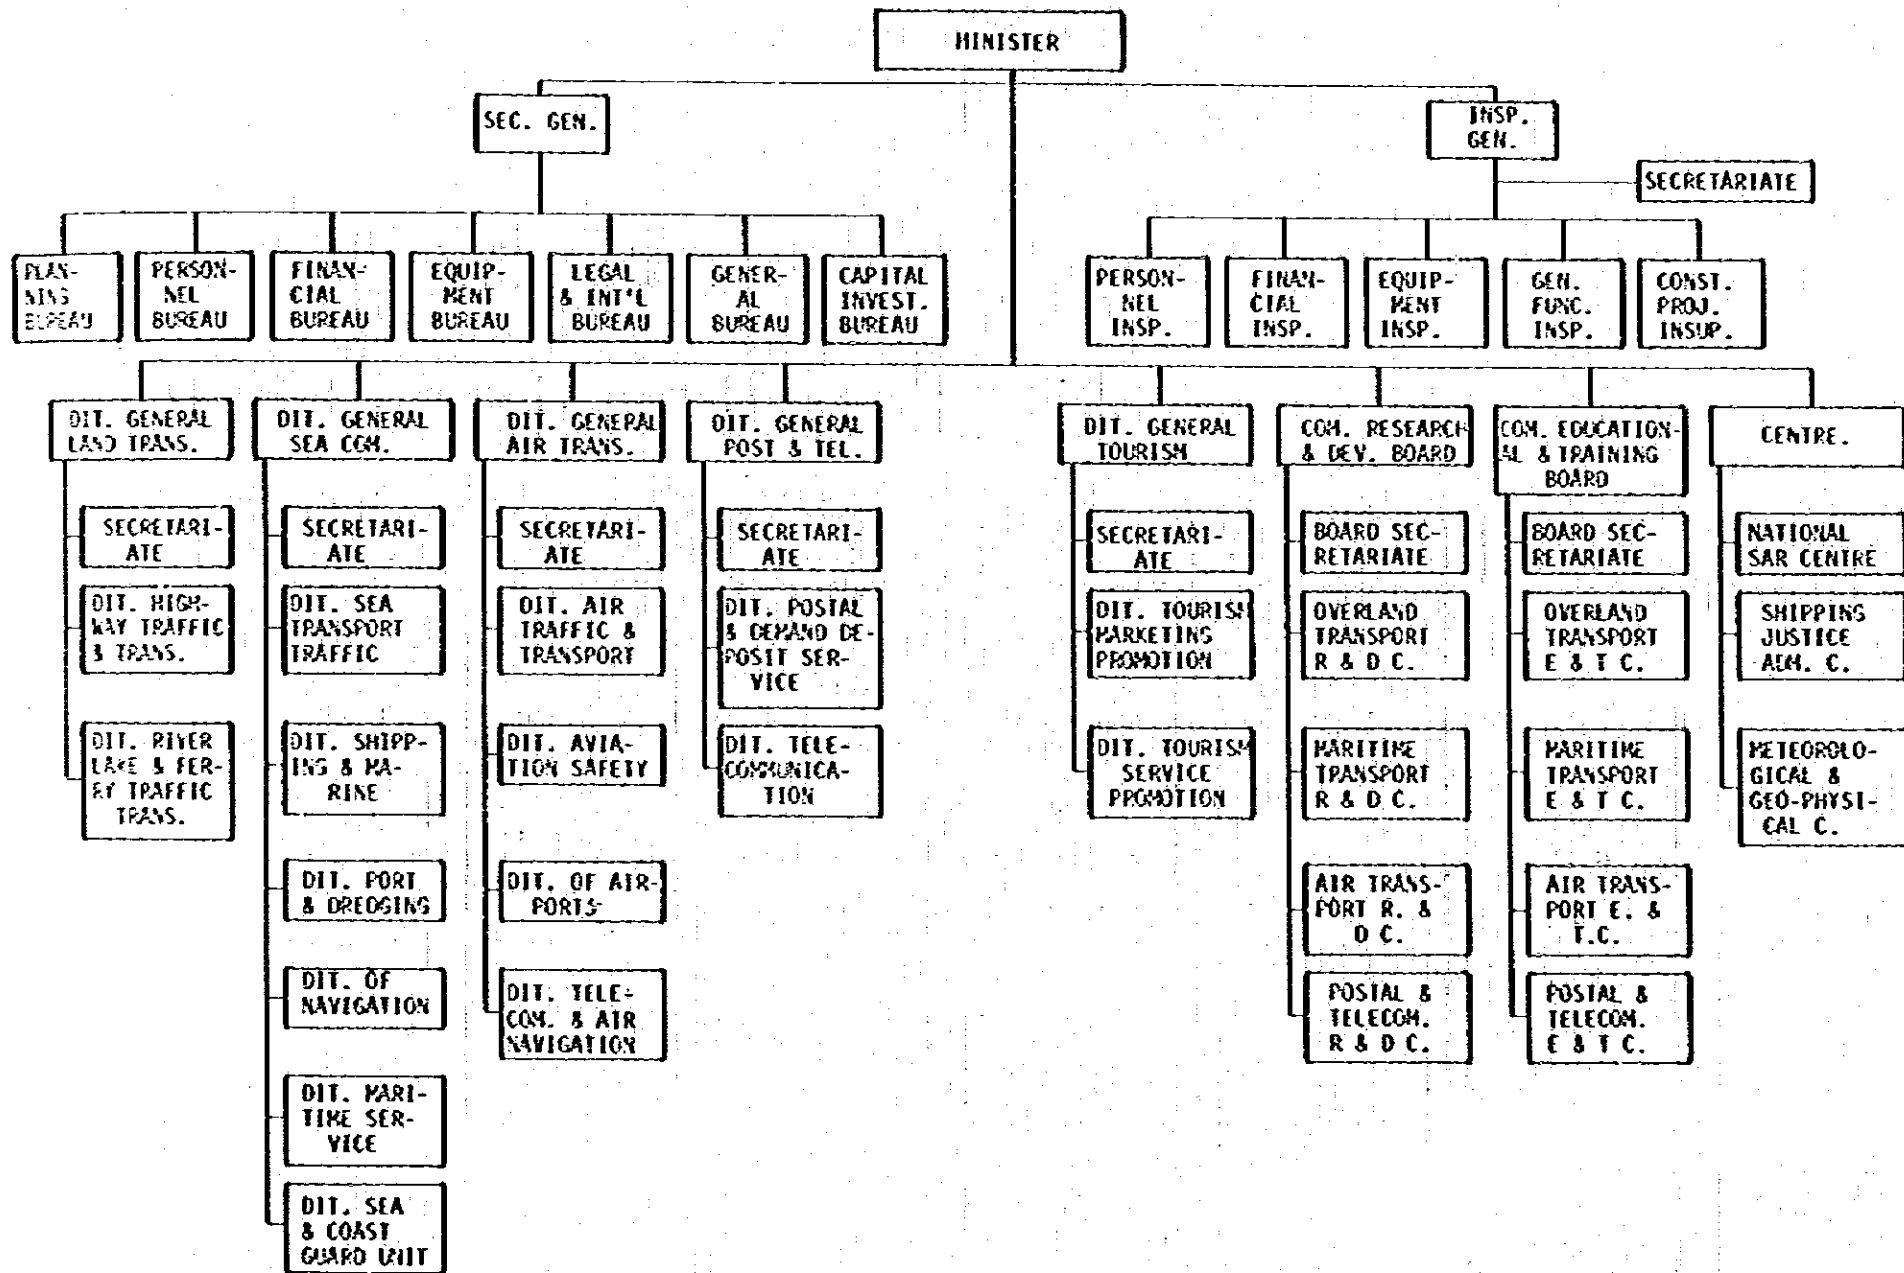 MINISTER
SEC. GEN.
INSP.
GEN.
SECRETARIATE
PLAN-
NING
BUREAU
PERSON-
NEL
BUREAU
FINAN-
CIAL
BUREAU
EQUIP-
MENT
BUREAU
LEGAL
& INT'L
BUREAU
GENER-
AL
BUREAU
CAPITAL
INVEST.
BUREAU
PERSON-
NEL
INSP.
FINAN-
CIAL
INSP.
EQUIP-
MENT
INSP.
GEN.
FUNC.
INSP.
CONST.
PROJ.
INSUP.
DIT. GENERAL
LAND TRANS.
DIT. GENERAL
SEA COM.
DIT. GENERAL
AIR TRANS.
DIT. GENERAL
POST & TEL.
DIT. GENERAL
TOURISM
COM. RESEARCH
& DEV. BOARD
COM. EDUCATION-
AL & TRAINING
BOARD
CENTRE.
SECRETARI-
ATE
DIT. HIGH-
WAY TRAFFIC
& TRANS.
DIT. RIVER
LAKE & FER-
RY TRAFFIC
TRANS.
SECRETARI-
ATE
DIT. SEA
TRANSPORT
TRAFFIC
DIT. SHIPP-
ING & MA-
RINE
DIT. PORT
& DREDGING
DIT. OF
NAVIGATION
DIT. MARI-
TIME SER-
VICE
DIT. SEA
& COAST
GUARD UNIT
SECRETARI-
ATE
DIT. AIR
TRAFFIC &
TRANSPORT
DIT. AVIA-
TION SAFETY
DIT. OF AIR-
PORTS
DIT. TELE-
COM. & AIR
NAVIGATION
SECRETARI-
ATE
DIT. POSTAL
& DEMAND DE-
POSIT SER-
VICE
DIT. TELE-
COMMUNICA-
TION
SECRETARI-
ATE
DIT. TOURISM
MARKETING
PROMOTION
DIT. TOURISM
SERVICE
PROMOTION
BOARD SEC-
RETARIATE
OVERLAND
TRANSPORT
R & D C.
MARITIME
TRANSPORT
R & D C.
AIR TRANS-
PORT R. &
D C.
POSTAL &
TELECOM.
R & D C.
BOARD SEC-
RETARIATE
OVERLAND
TRANSPORT
E & T C.
MARITIME
TRANSPORT
E & T C.
AIR TRANS-
PORT E. &
T.C.
POSTAL &
TELECOM.
E & T C.
NATIONAL
SAR CENTRE
SHIPPING
JUSTICE
ADM. C.
METEOROLO-
GICAL &
GEO-PHYSI-
CAL C.